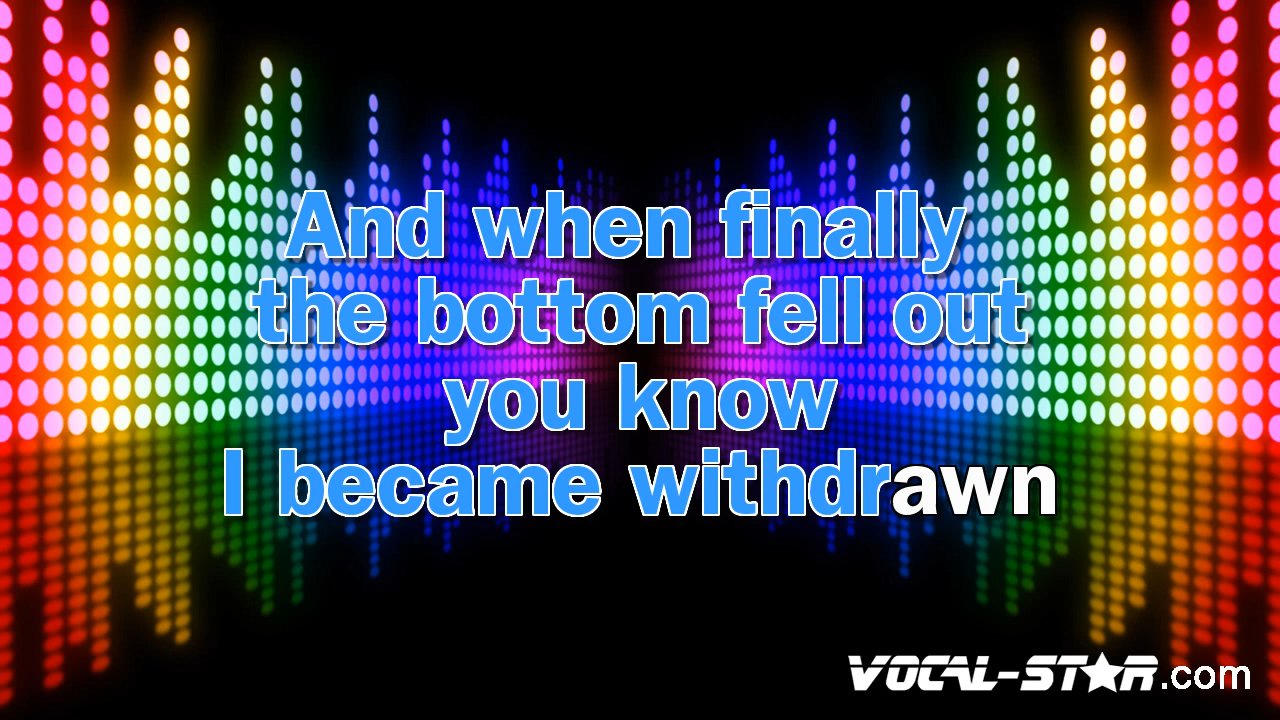 And when finally
the bottom fell out
you know
I became withdrawn
VOCAL-STAR.com